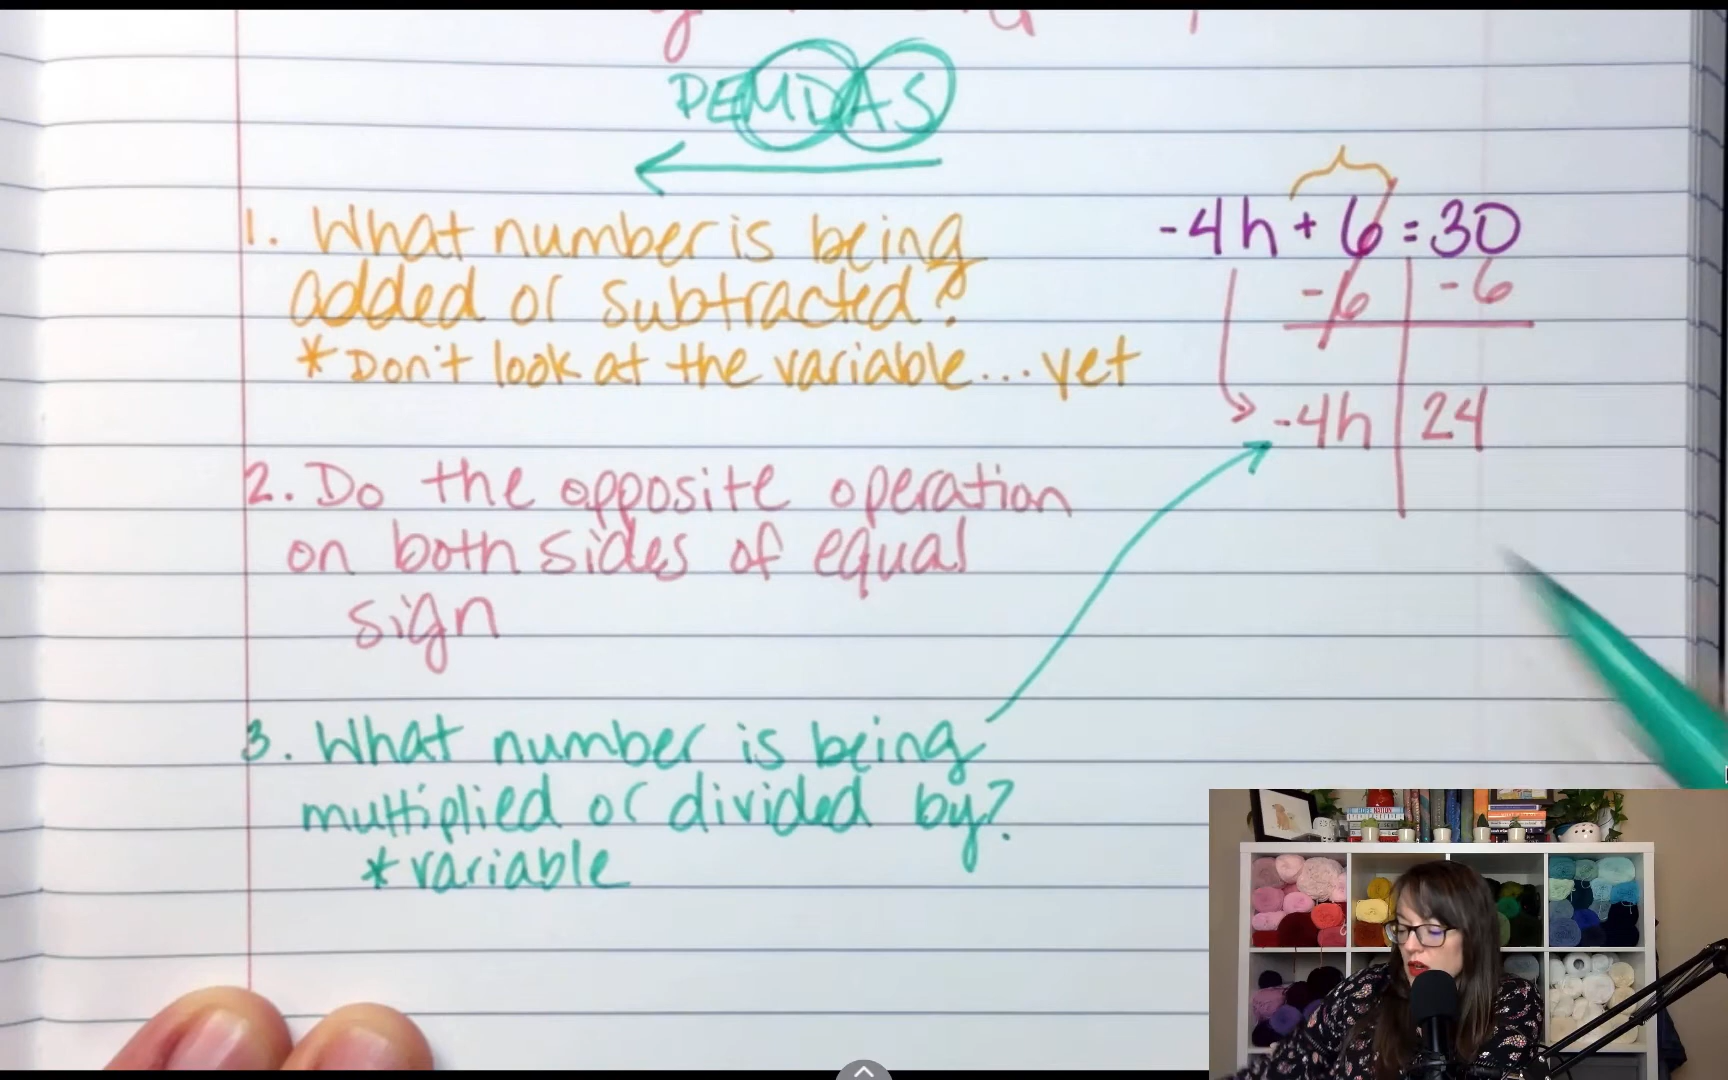 PEMDAS
1. What number is being
added or subtracted?
*Don't look at the variable...yet
2. Do the opposite operation
on both sides of equal
sign
3. What number is being
multiplied or divided by?
*variable
-4h + 6 = 30
-6 -6
-4h 24